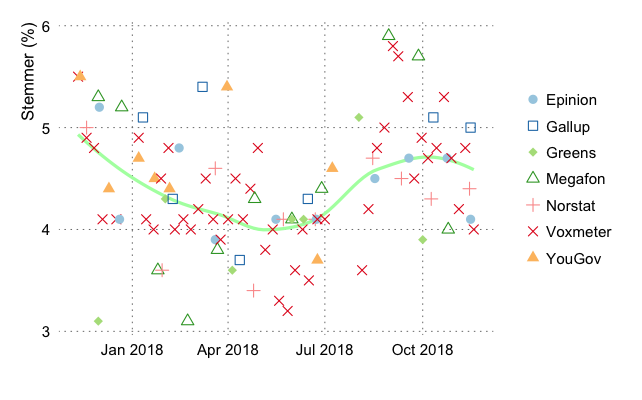 Stemmer (%)
6
5
4
3
Jan 2018
Apr 2018
Jul 2018
Oct 2018
Epinion
Gallup
Greens
Megafon
Norstat
Voxmeter
YouGov